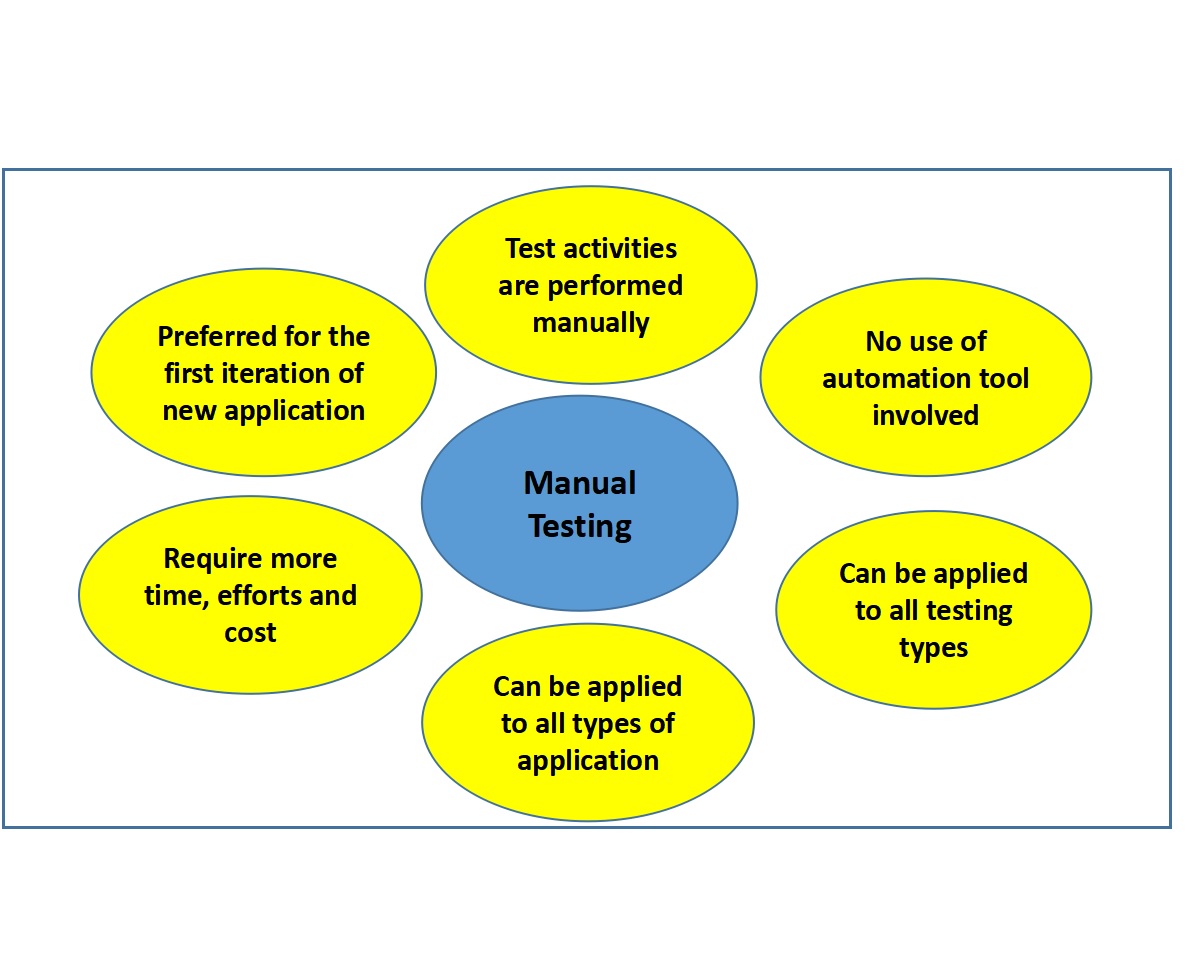 Test activities
are performed
manually
Preferred for the
first iteration of
new application
No use of
automation tool
involved
Manual
Testing
Require more
time, efforts and
cost
Can be applied
to all testing
types
Can be applied
to all types of
application